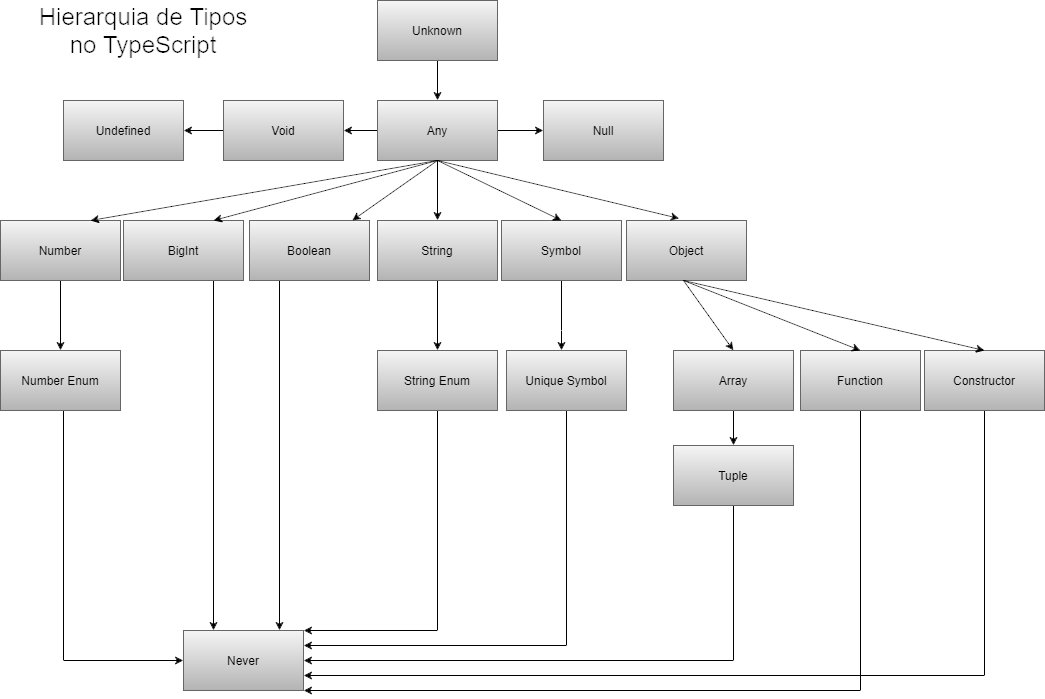 Hierarquia de Tipos
no TypeScript
Unknown
Undefined
Void
Any
Null
Number
BigInt
Boolean
String
Symbol
Object
Number Enum
String Enum
Unique Symbol
Array
Function
Constructor
Tuple
Never